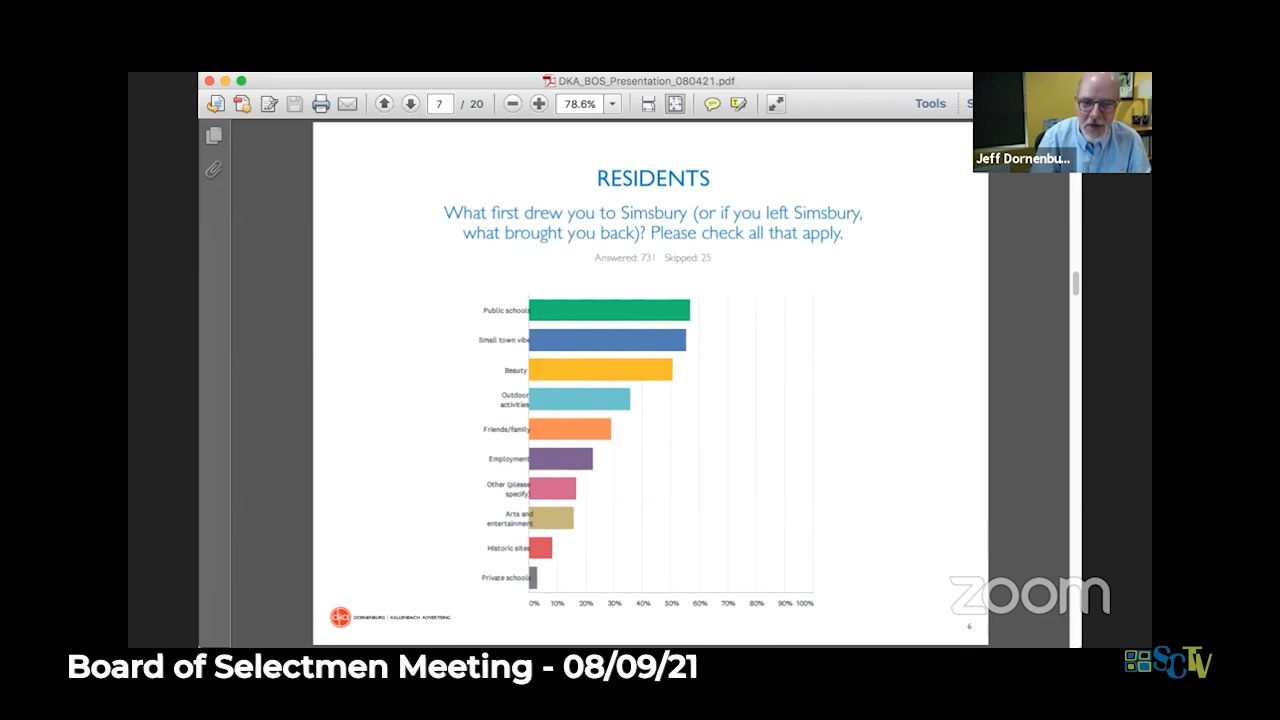 DKA_BOS_Presentation_080421.pdf
7 / 20
78.6%
Tools
Jeff Dornenbu...
RESIDENTS
What first drew you to Simsbury (or if you left Simsbury,
what brought you back)? Please check all that apply.
Answered: 731 Skipped: 25
Public schools
Small town vibe
Beauty
Outdoor
activities
Friends/family
Employment
Other (please
specify)
Arts and
entertainment
Historic sites
Private schools
0% 10% 20% 30% 40% 50% 60% 70% 80% 90% 100%
DORNENBURG | KALLENBACH ADVERTISING
6
zoom
Board of Selectmen Meeting - 08/09/21
SCTV